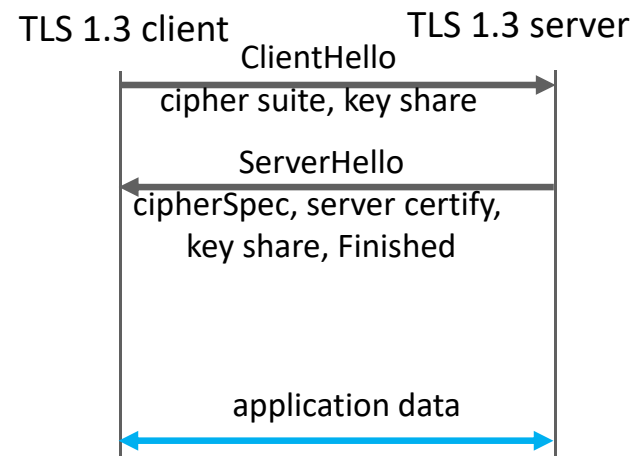 TLS 1.3 client
TLS 1.3 server
ClientHello
cipher suite, key share
ServerHello
cipherSpec, server certify,
key share, Finished
application data